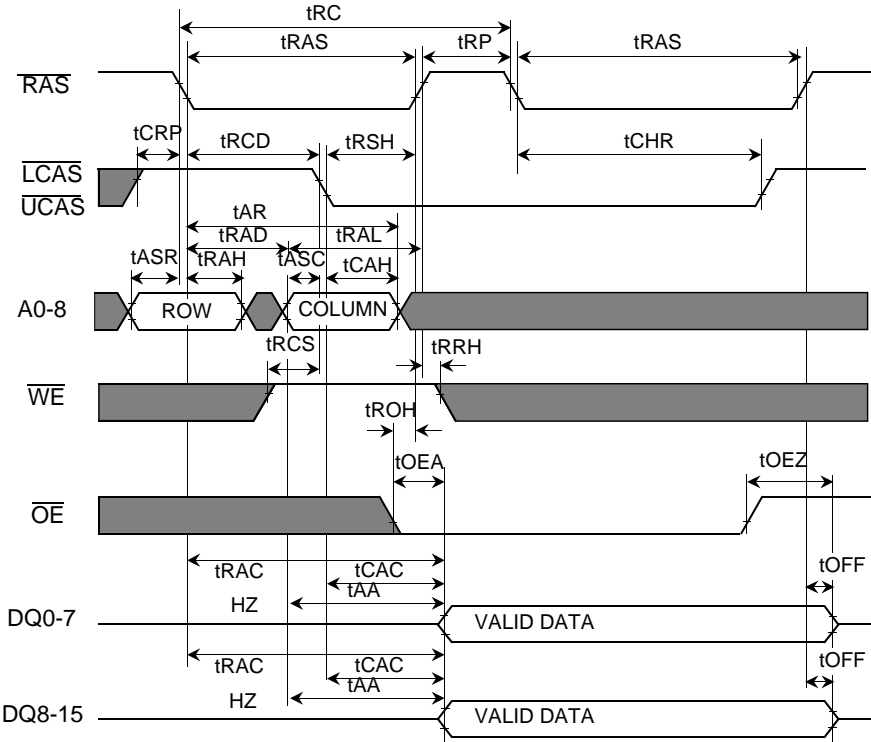 tRC
tRAS tRP tRAS
RAS
tCRP tRCD tRSH tCHR
LCAS
UCAS
tAR
tRAD tRAL
tASR tRAH tASC tCAH
A0-8 ROW COLUMN
tRCS tRRH
WE
tROH
tOEA tOEZ
OE
tRAC tCAC tOFF
HZ tAA
DQ0-7 VALID DATA
tRAC tCAC tOFF
HZ tAA
DQ8-15 VALID DATA